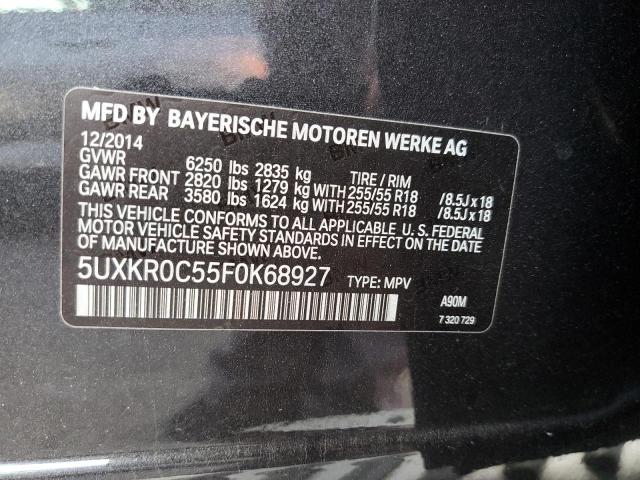 MFD BY BAYERISCHE MOTOREN WERKE AG
12/2014
GVWR 6250 lbs 2835 kg TIRE / RIM
GAWR FRONT 2820 lbs 1279 kg WITH 255/55 R18 /8.5J x 18
GAWR REAR 3580 lbs 1624 kg WITH 255/55 R18 /8.5J x 18
THIS VEHICLE CONFORMS TO ALL APPLICABLE U. S. FEDERAL
MOTOR VEHICLE SAFETY STANDARDS IN EFFECT ON THE DATE OF
MANUFACTURE SHOWN ABOVE.
5UXKR0C55F0K68927 TYPE: MPV A90M
7 320 729